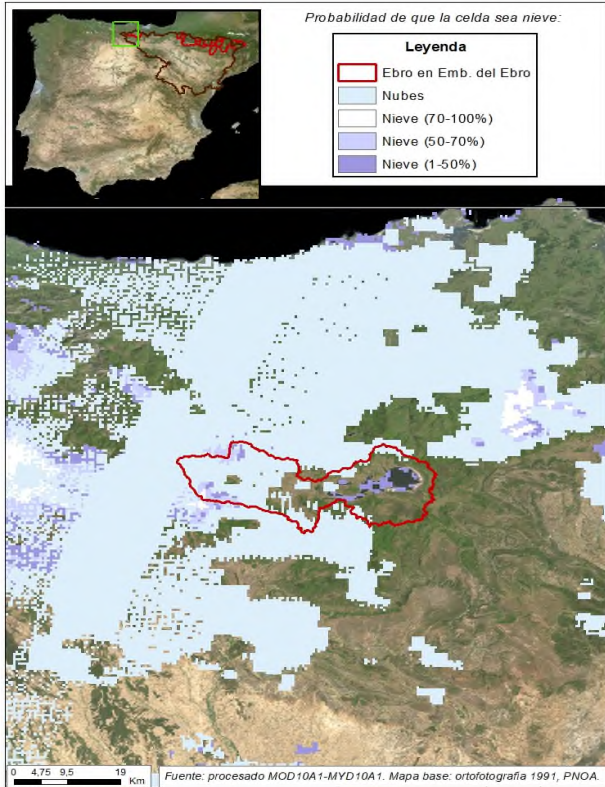 Probabilidad de que la celda sea nieve:
Leyenda
Ebro en Emb. del Ebro
Nubes
Nieve (70-100%)
Nieve (50-70%)
Nieve (1-50%)
0 4,75 9,5 19
Km
Fuente: procesado MOD10A1-MYD10A1. Mapa base: ortofotografía 1991, PNOA.